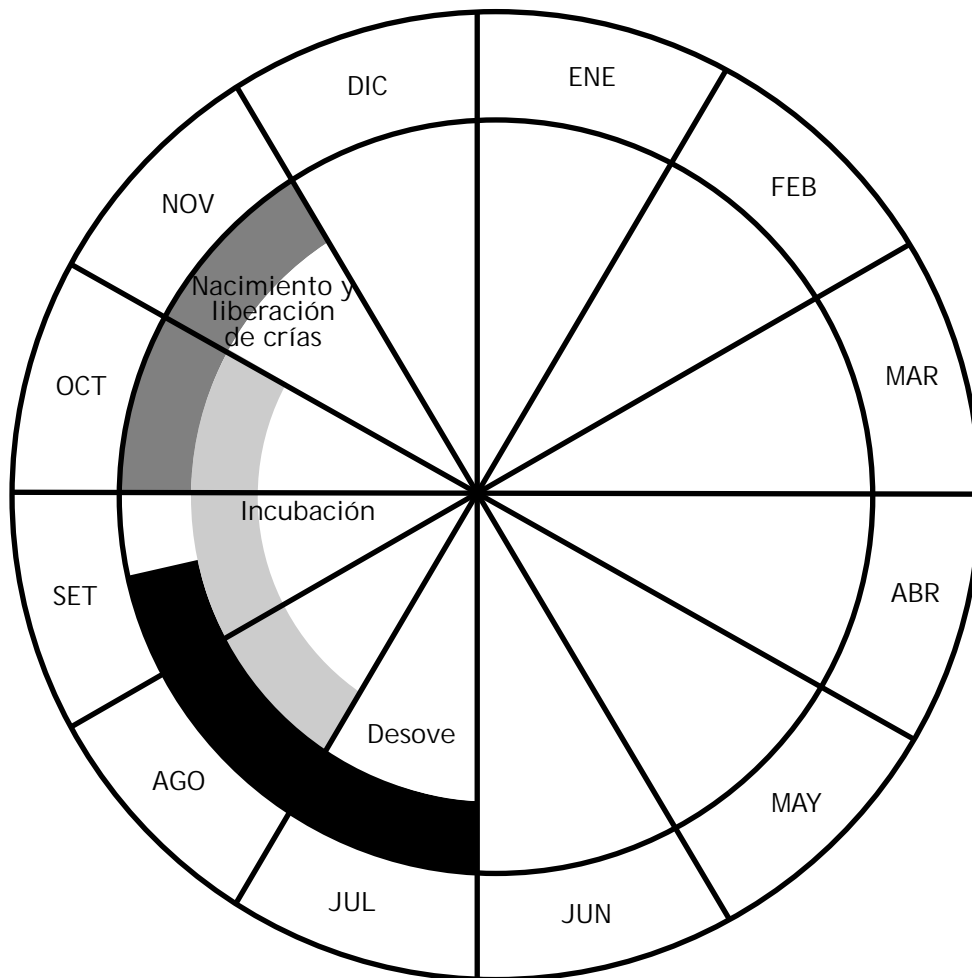 DIC
ENE
FEB
NOV
Nacimiento y
liberación
de crías
MAR
OCT
Incubación
SET
ABR
Desove
AGO
MAY
JUL
JUN